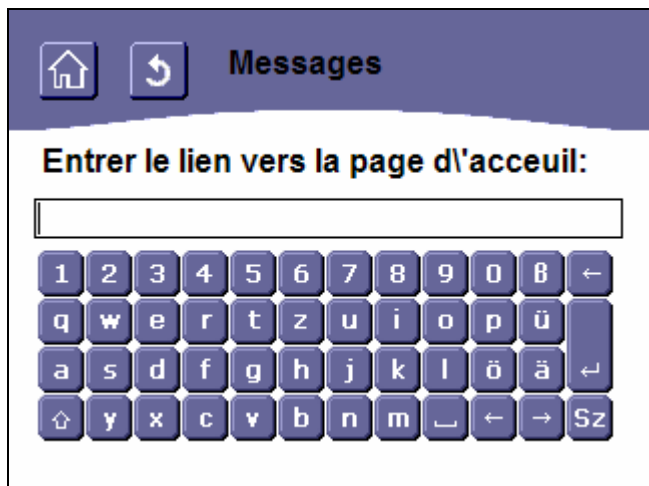 Messages
Entrer le lien vers la page d\'acceuil:
1 2 3 4 5 6 7 8 9 0 ß ←
q w e r t z u i o p ü
a s d f g h j k l ö ä ↵
⇧ y x c v b n m ⎵ ← → Sz